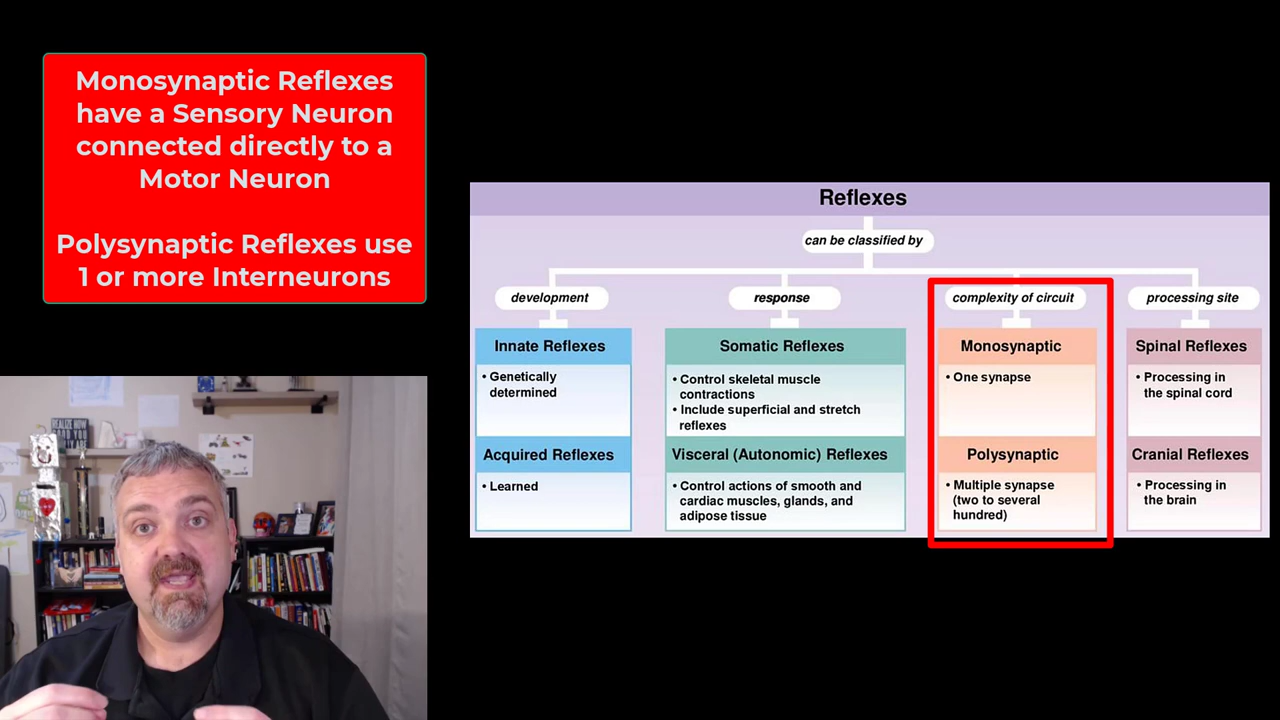 Monosynaptic Reflexes
have a Sensory Neuron
connected directly to a
Motor Neuron
Polysynaptic Reflexes use
1 or more Interneurons
Reflexes
can be classified by
development
response
complexity of circuit
processing site
Innate Reflexes
• Genetically
determined
Acquired Reflexes
• Learned
Somatic Reflexes
• Control skeletal muscle
contractions
• Include superficial and stretch
reflexes
Visceral (Autonomic) Reflexes
• Control actions of smooth and
cardiac muscles, glands, and
adipose tissue
Monosynaptic
• One synapse
Polysynaptic
• Multiple synapse
(two to several
hundred)
Spinal Reflexes
• Processing in
the spinal cord
Cranial Reflexes
• Processing in
the brain